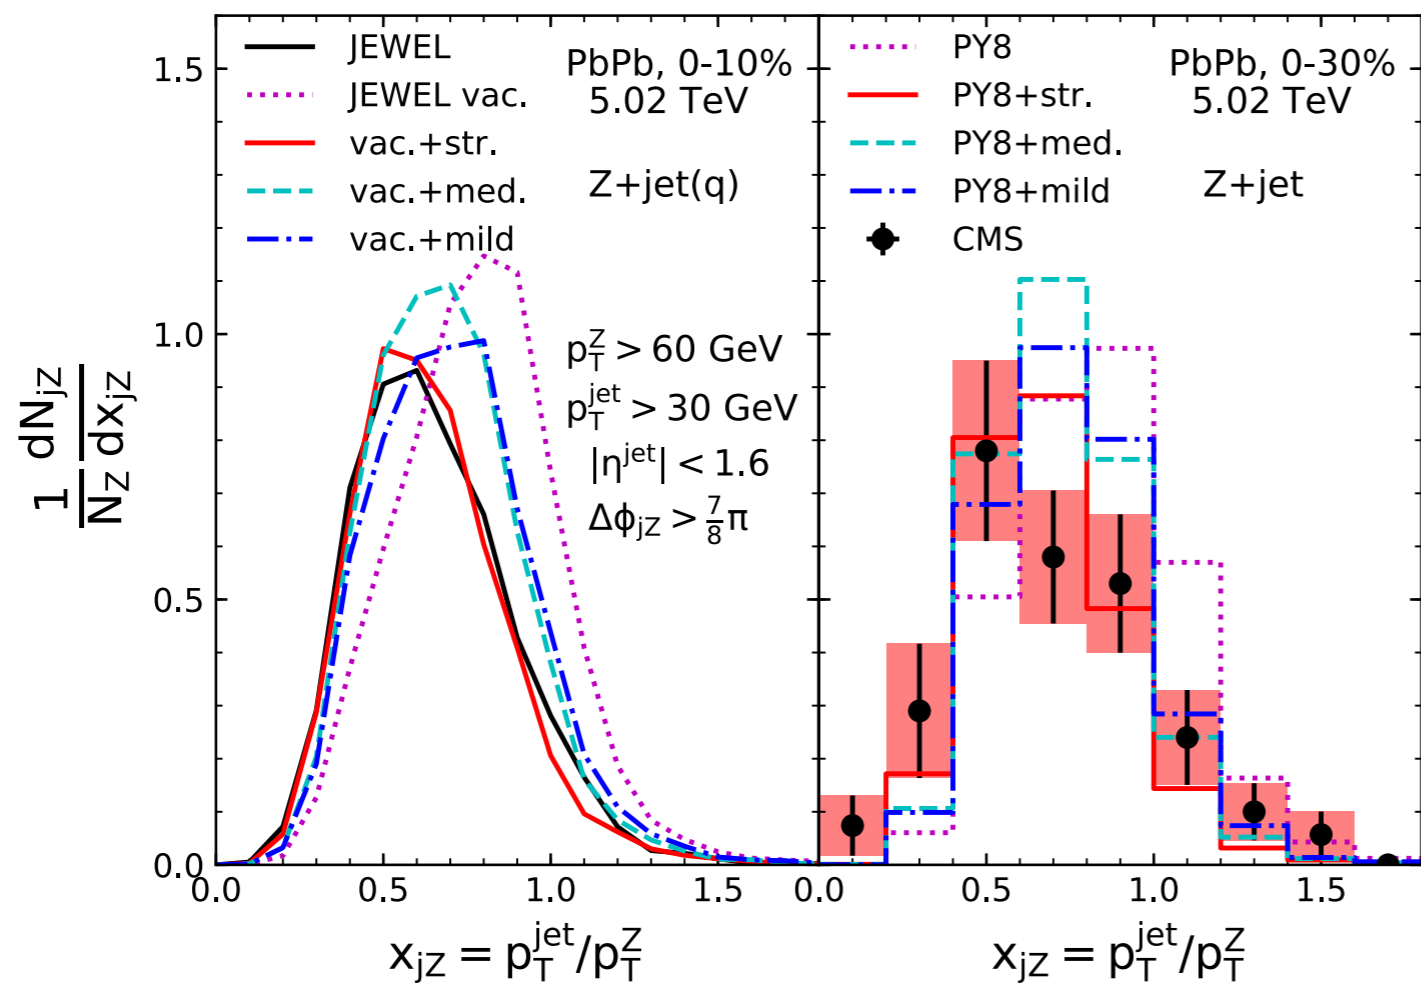 1/N_Z dN_jZ/dx_jZ
1.5
1.0
0.5
0.0
JEWEL
JEWEL vac.
vac.+str.
vac.+med.
vac.+mild
PbPb, 0-10%
5.02 TeV
Z+jet(q)
p_T^Z > 60 GeV
p_T^jet > 30 GeV
|η^jet| < 1.6
Δϕ_jZ > 7/8 π
0.0 0.5 1.0 1.5
x_jZ = p_T^jet/p_T^Z
PY8
PY8+str.
PY8+med.
PY8+mild
CMS
PbPb, 0-30%
5.02 TeV
Z+jet
0.0 0.5 1.0 1.5
x_jZ = p_T^jet/p_T^Z